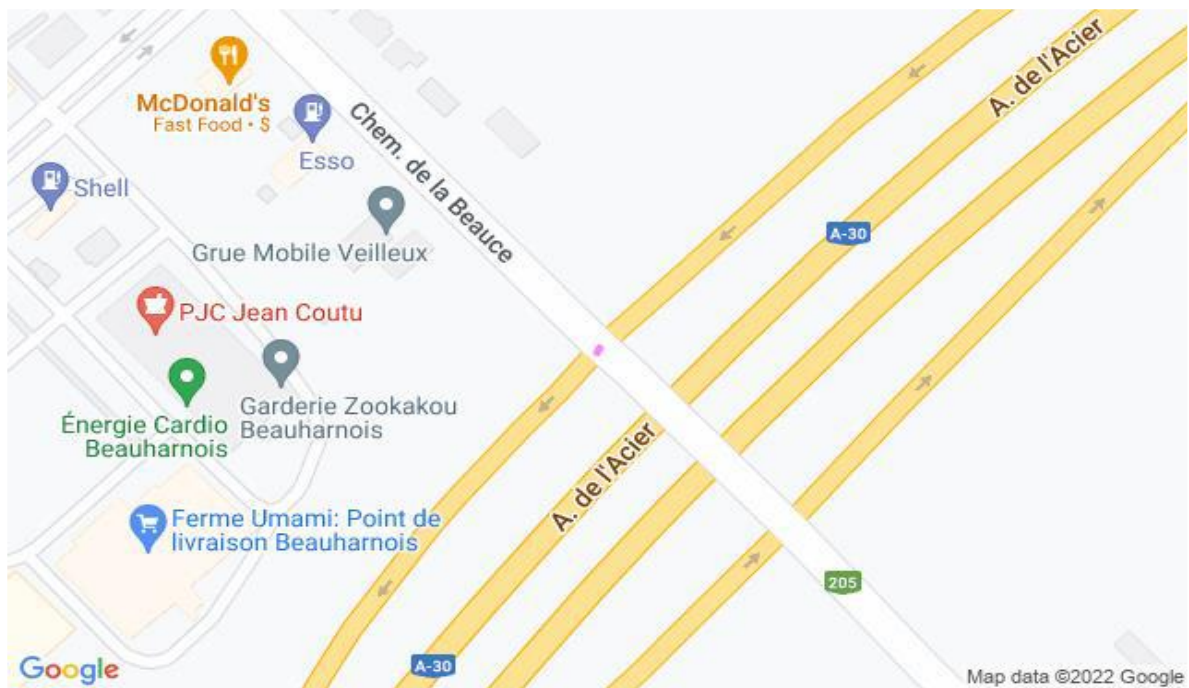 McDonald's
Fast Food • $
Esso
Shell
Chem. de la Beauce
A. de l'Acier
A-30
Grue Mobile Veilleux
PJC Jean Coutu
Garderie Zookakou
Beauharnois
Énergie Cardio
Beauharnois
A. de l'Acier
Ferme Umami: Point de
livraison Beauharnois
205
A-30
Google
Map data ©2022 Google